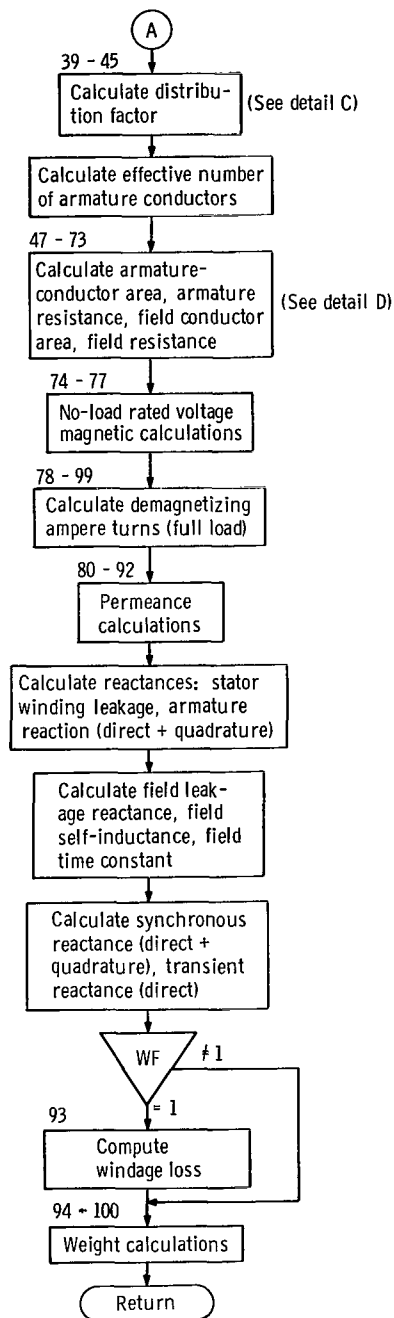 A
39 - 45
Calculate distribu-
tion factor
(See detail C)
Calculate effective number
of armature conductors
47 - 73
Calculate armature-
conductor area, armature
resistance, field conductor
area, field resistance
(See detail D)
74 - 77
No-load rated voltage
magnetic calculations
78 - 99
Calculate demagnetizing
ampere turns (full load)
80 - 92
Permeance
calculations
Calculate reactances: stator
winding leakage, armature
reaction (direct + quadrature)
Calculate field leak-
age reactance, field
self-inductance, field
time constant
Calculate synchronous
reactance (direct +
quadrature), transient
reactance (direct)
WF
≠ 1
= 1
93
Compute
windage loss
94 - 100
Weight calculations
Return